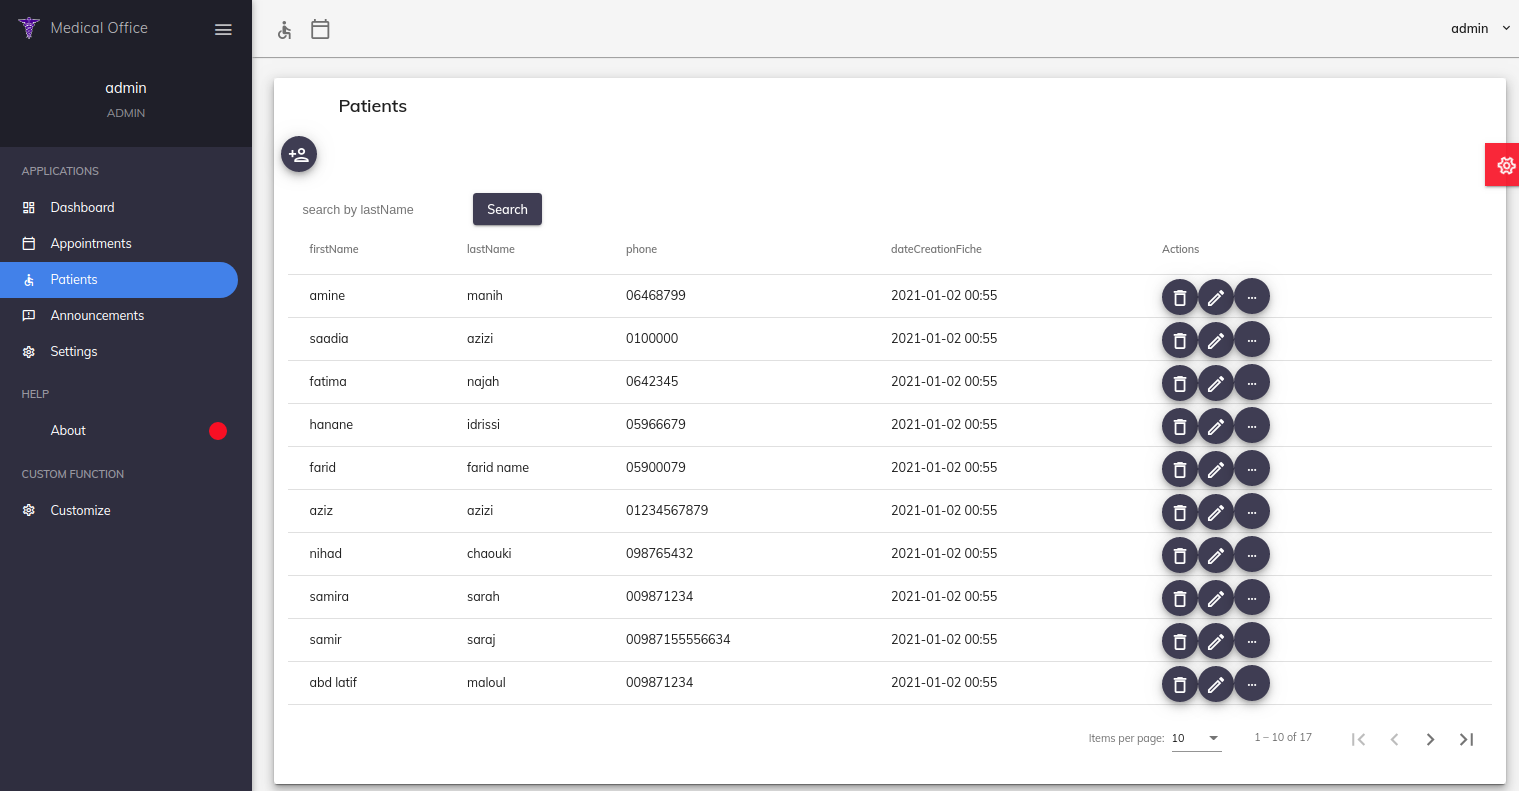 Medical Office
admin
ADMIN
APPLICATIONS
Dashboard
Appointments
Patients
Announcements
Settings
HELP
About
CUSTOM FUNCTION
Customize
admin
Patients
search by lastName Search
firstName lastName phone dateCreationFiche Actions
amine manih 06468799 2021-01-02 00:55 ...
saadia azizi 0100000 2021-01-02 00:55 ...
fatima najah 0642345 2021-01-02 00:55 ...
hanane idrissi 05966679 2021-01-02 00:55 ...
farid farid name 05900079 2021-01-02 00:55 ...
aziz azizi 01234567879 2021-01-02 00:55 ...
nihad chaouki 098765432 2021-01-02 00:55 ...
samira sarah 009871234 2021-01-02 00:55 ...
samir saraj 00987155556634 2021-01-02 00:55 ...
abd latif maloul 009871234 2021-01-02 00:55 ...
Items per page: 10 1 – 10 of 17